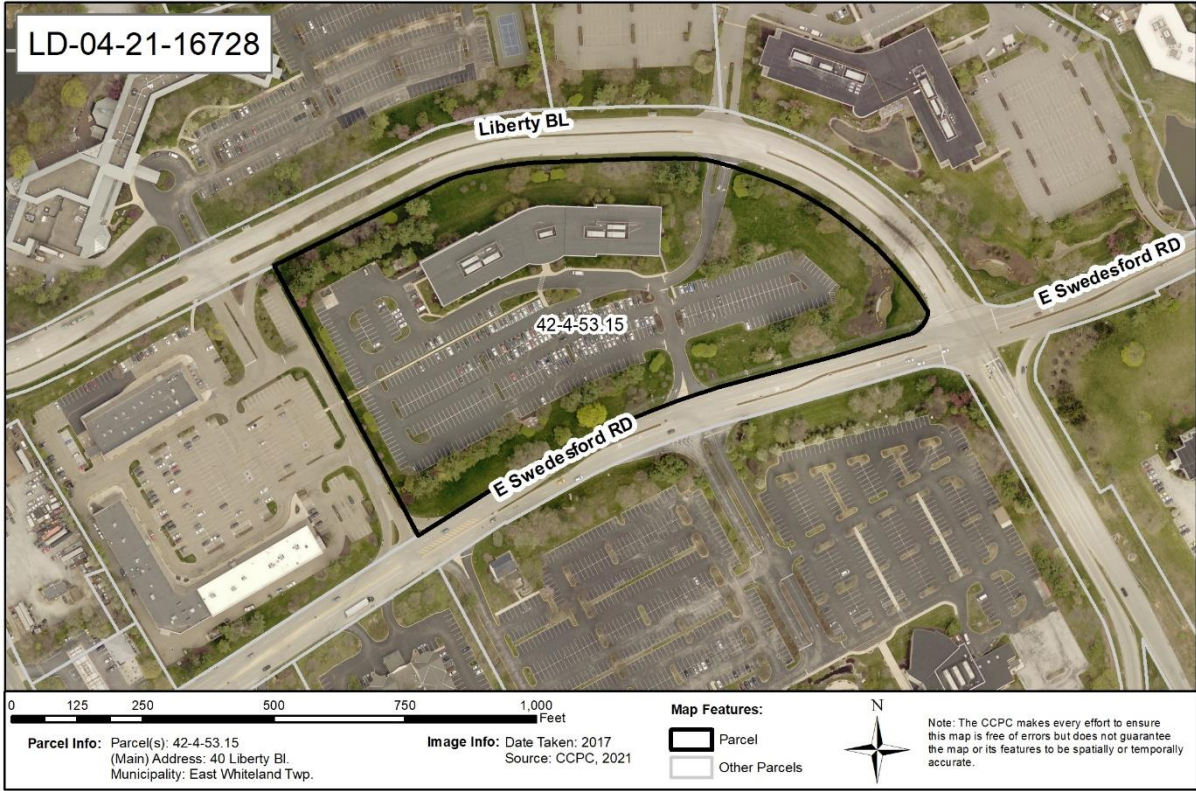 LD-04-21-16728
Liberty BL
E Swedesford RD
42-4-53.15
E Swedesford RD
0 125 250 500 750 1,000
Feet
Parcel Info: Parcel(s): 42-4-53.15
(Main) Address: 40 Liberty Bl.
Municipality: East Whiteland Twp.
Image Info: Date Taken: 2017
Source: CCPC, 2021
Map Features:
Parcel
Other Parcels
N
Note: The CCPC makes every effort to ensure
this map is free of errors but does not guarantee
the map or its features to be spatially or temporally
accurate.